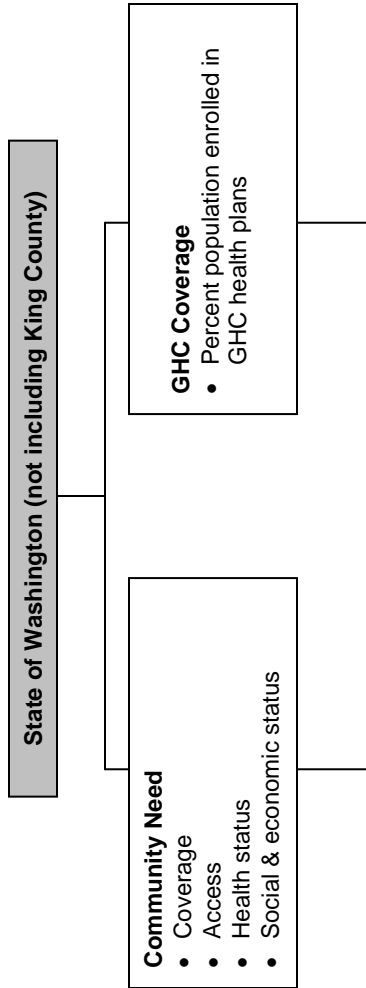 State of Washington (not including King County)
Community Need
• Coverage
• Access
• Health status
• Social & economic status
GHC Coverage
• Percent population enrolled in
GHC health plans